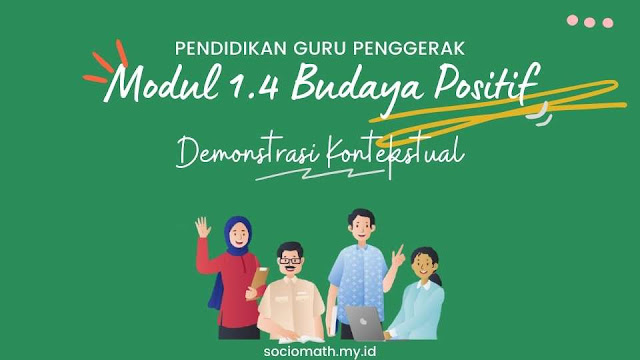 PENDIDIKAN GURU PENGGERAK
Modul 1.4 Budaya Positif
Demonstrasi Kontekstual
sociomath.my.id